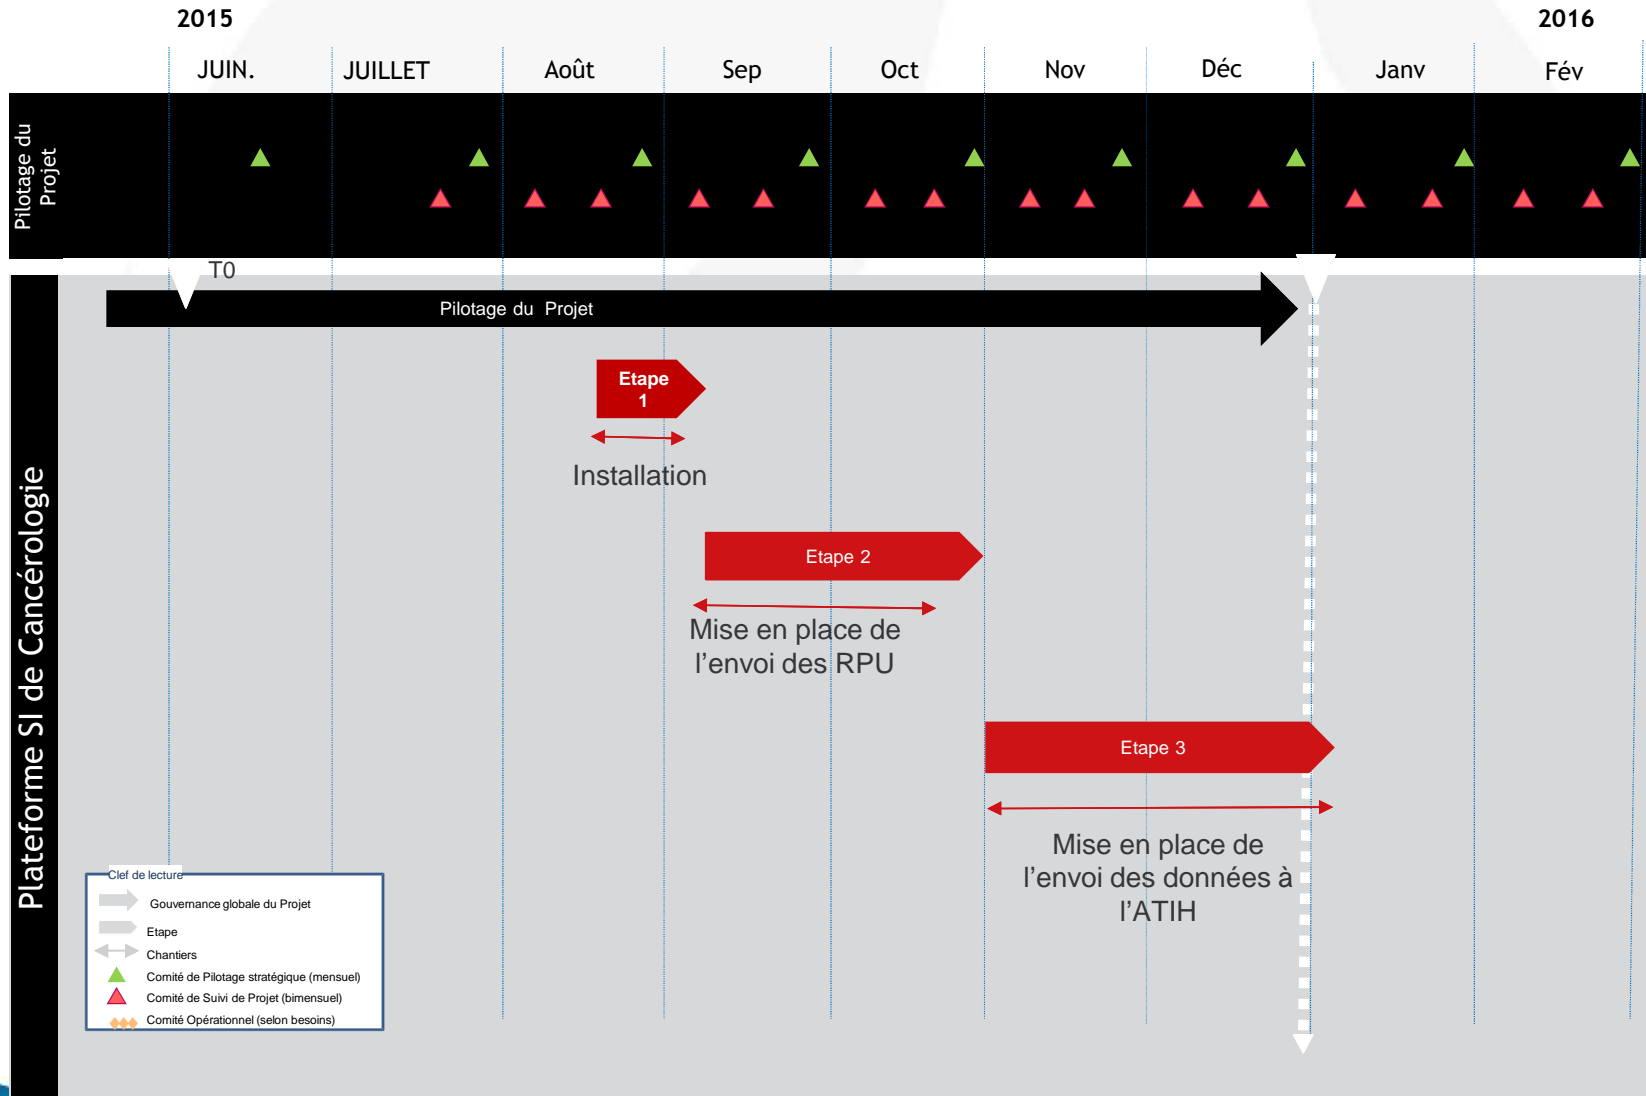 2015
2016
JUIN.
JUILLET
Août
Sep
Oct
Nov
Déc
Janv
Fév
Pilotage du
Projet
T0
Pilotage du Projet
Etape
1
Installation
Etape 2
Mise en place de
l'envoi des RPU
Etape 3
Mise en place de
l'envoi des données à
l'ATIH
Plateforme SI de Cancérologie
Clef de lecture
Gouvernance globale du Projet
Etape
Chantiers
Comité de Pilotage stratégique (mensuel)
Comité de Suivi de Projet (bimensuel)
Comité Opérationnel (selon besoins)